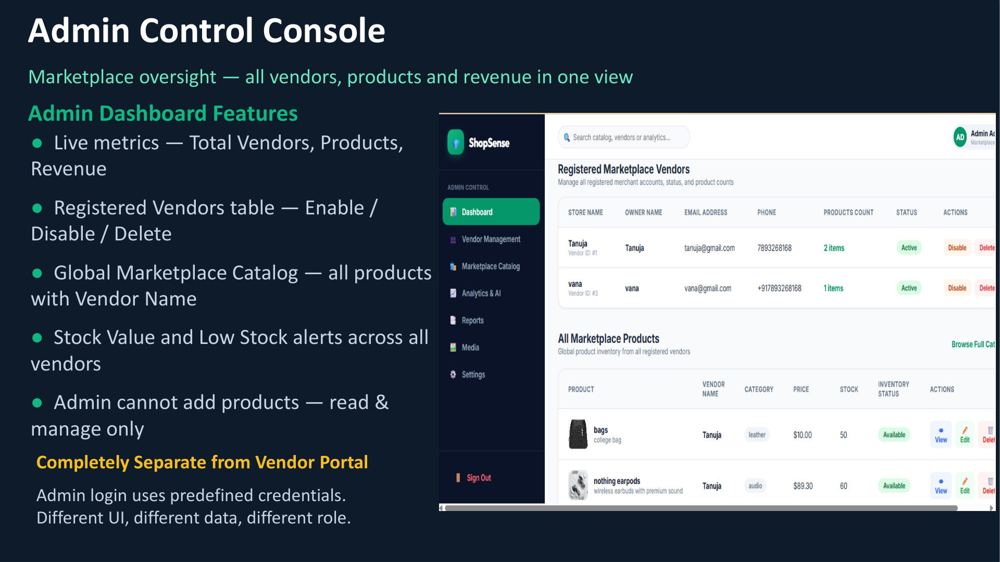 Admin Control Console
Marketplace oversight — all vendors, products and revenue in one view
Admin Dashboard Features
● Live metrics — Total Vendors, Products,
Revenue
● Registered Vendors table — Enable /
Disable / Delete
● Global Marketplace Catalog — all products
with Vendor Name
● Stock Value and Low Stock alerts across all
vendors
● Admin cannot add products — read &
manage only
Completely Separate from Vendor Portal
Admin login uses predefined credentials.
Different UI, different data, different role.
ShopSense
ADMIN CONTROL
Dashboard
Vendor Management
Marketplace Catalog
Analytics & AI
Reports
Media
Settings
Sign Out
Search catalog, vendors or analytics...
AD
Admin Ac
Marketplace
Registered Marketplace Vendors
Manage all registered merchant accounts, status, and product counts
STORE NAME OWNER NAME EMAIL ADDRESS PHONE PRODUCTS COUNT STATUS ACTIONS
Tanuja Tanuja tanuja@gmail.com 7893268168 2 items Active Disable Delete
Vendor ID: #1
vana vana vana@gmail.com +917893268168 1 items Active Disable Delete
Vendor ID: #3
All Marketplace Products
Global product inventory from all registered vendors
Browse Full Cat
PRODUCT VENDOR NAME CATEGORY PRICE STOCK INVENTORY STATUS ACTIONS
bags Tanuja leather $10.00 50 Available View Edit Delet
college bag
nothing earpods Tanuja audio $89.30 60 Available View Edit Delet
wireless earbuds with premium sound